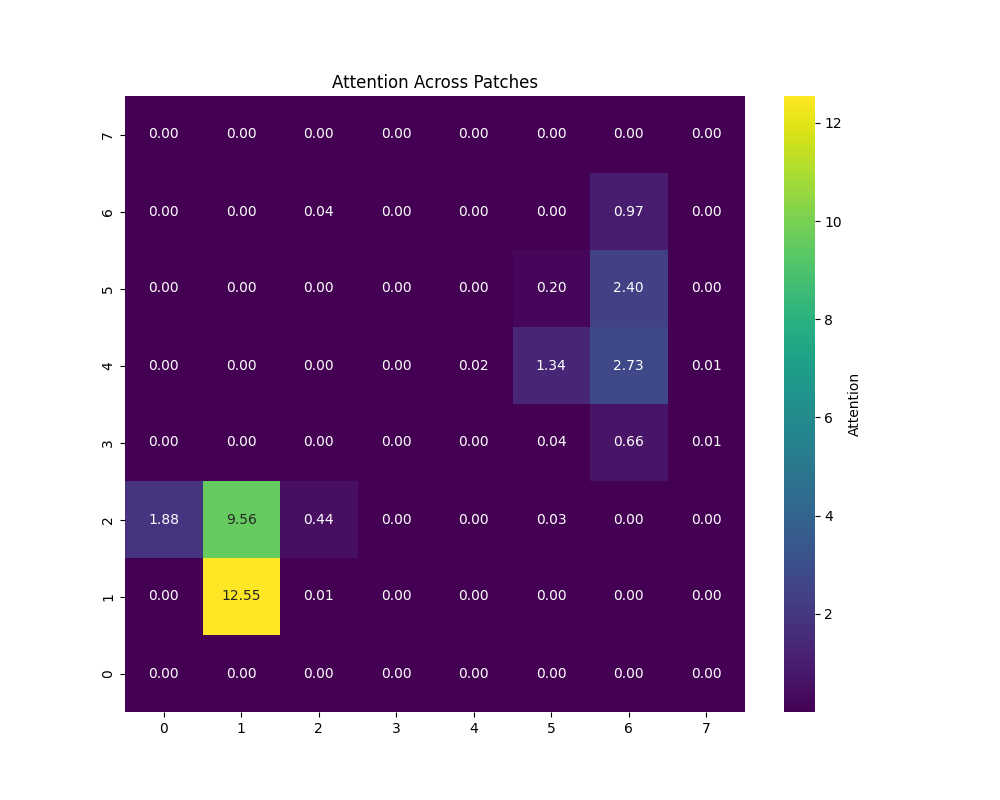 Attention Across Patches
7 0.00 0.00 0.00 0.00 0.00 0.00 0.00 0.00
6 0.00 0.00 0.04 0.00 0.00 0.00 0.97 0.00
5 0.00 0.00 0.00 0.00 0.00 0.20 2.40 0.00
4 0.00 0.00 0.00 0.00 0.02 1.34 2.73 0.01
3 0.00 0.00 0.00 0.00 0.00 0.04 0.66 0.01
2 1.88 9.56 0.44 0.00 0.00 0.03 0.00 0.00
1 0.00 12.55 0.01 0.00 0.00 0.00 0.00 0.00
0 0.00 0.00 0.00 0.00 0.00 0.00 0.00 0.00
0 1 2 3 4 5 6 7
12
10
8
6
4
2
Attention